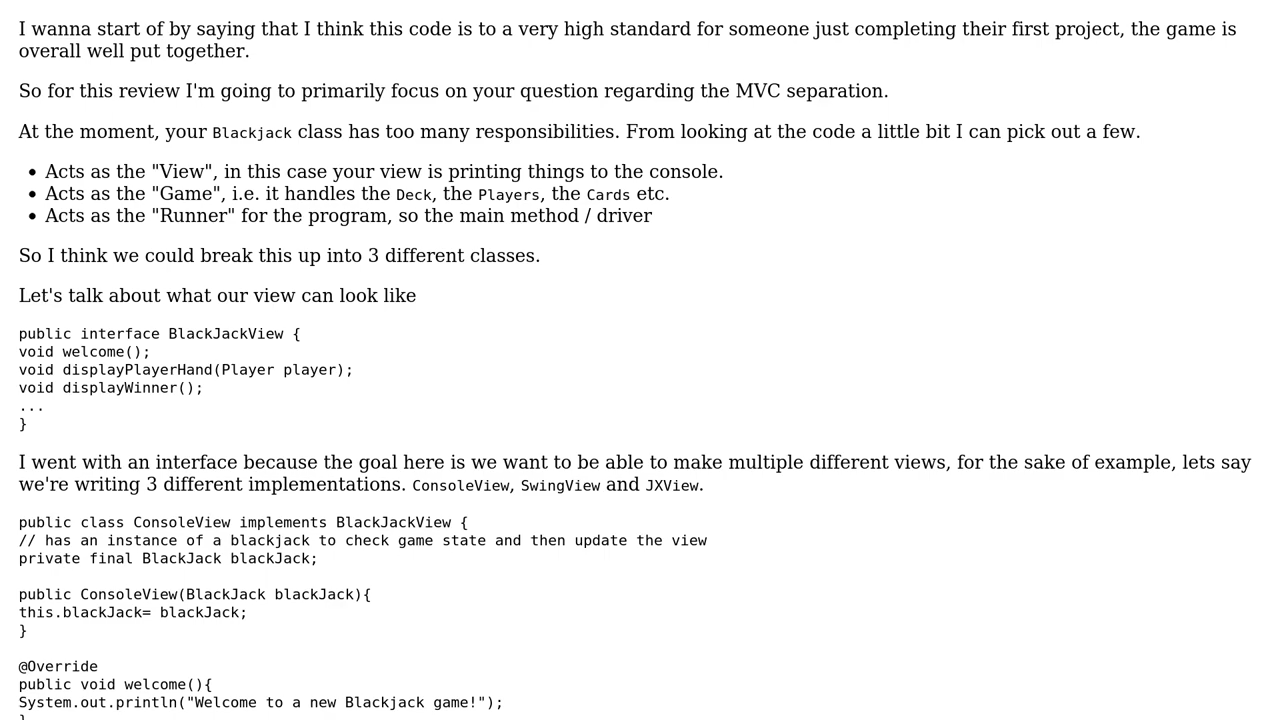 I wanna start of by saying that I think this code is to a very high standard for someone just completing their first project, the game is
overall well put together.
So for this review I'm going to primarily focus on your question regarding the MVC separation.
At the moment, your Blackjack class has too many responsibilities. From looking at the code a little bit I can pick out a few.
• Acts as the "View", in this case your view is printing things to the console.
• Acts as the "Game", i.e. it handles the Deck, the Players, the Cards etc.
• Acts as the "Runner" for the program, so the main method / driver
So I think we could break this up into 3 different classes.
Let's talk about what our view can look like
public interface BlackJackView {
void welcome();
void displayPlayerHand(Player player);
void displayWinner();
...
}
I went with an interface because the goal here is we want to be able to make multiple different views, for the sake of example, lets say
we're writing 3 different implementations. ConsoleView, SwingView and JXView.
public class ConsoleView implements BlackJackView {
// has an instance of a blackjack to check game state and then update the view
private final BlackJack blackJack;
public ConsoleView(BlackJack blackJack){
this.blackJack= blackJack;
}
@Override
public void welcome(){
System.out.println("Welcome to a new Blackjack game!");
}